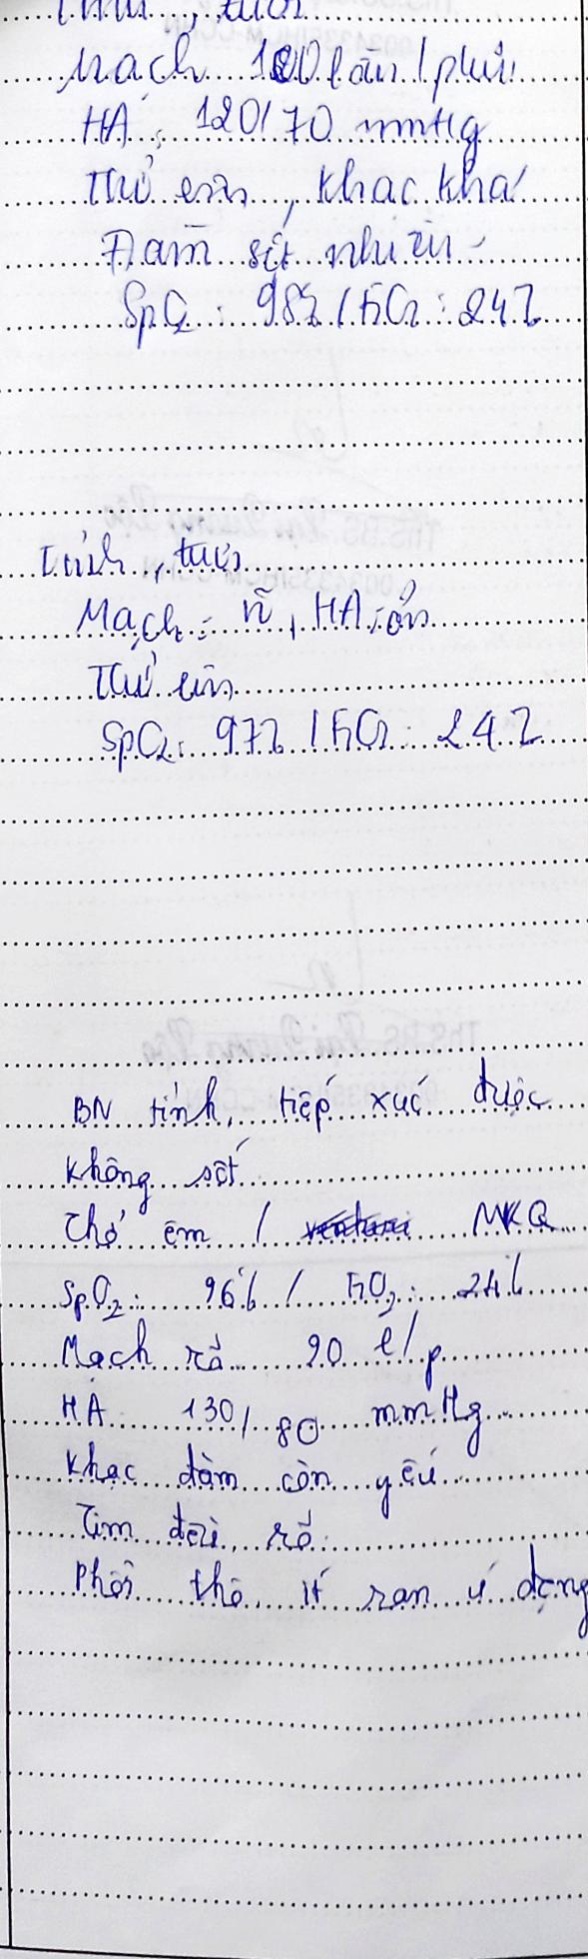 Tỉnh, tươi
Mạch 100 lần/phút
HA: 120/70 mmHg
Thở êm, khạc khá
Đàm sệt nhiều
SpO2: 98% / FiO2: 24%
Tỉnh, tươi
Mạch: rõ, HA: ổn
Thở êm
SpO2: 97% / FiO2: 24%
BN tỉnh, tiếp xúc được
Không sốt
Thở êm / MKQ
SpO2: 96% / FiO2: 24%
Mạch rõ 90 l/p
HA 130/80 mmHg
Khạc đàm còn yếu
Tim đều, rõ
Phổi thô ít ran ứ đọng